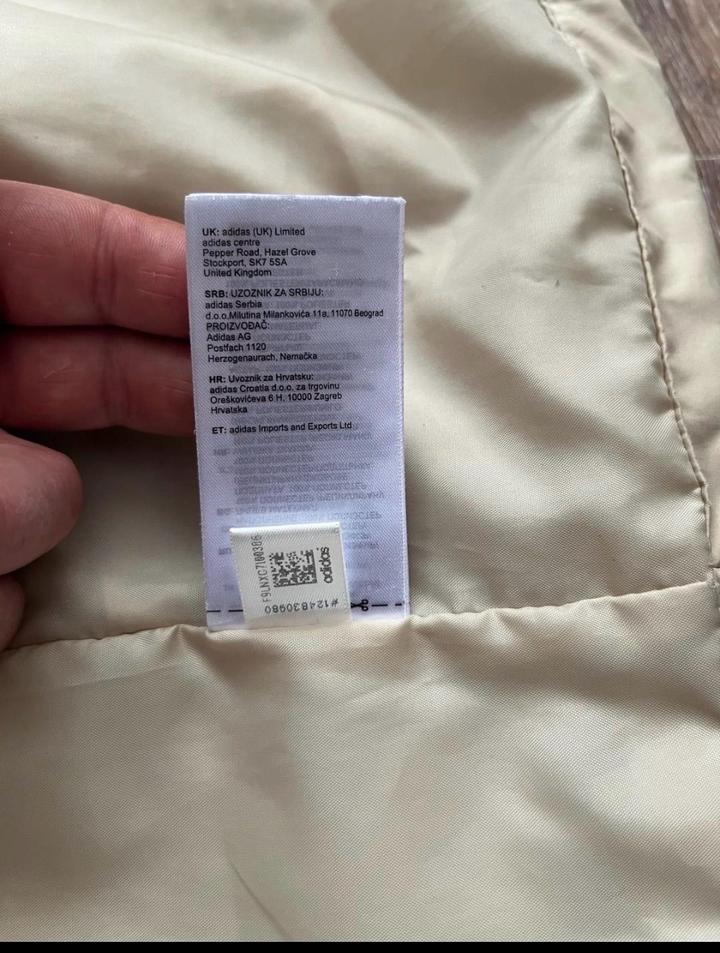 UK: adidas (UK) Limited
adidas centre
Pepper Road, Hazel Grove
Stockport, SK7 5SA
United Kingdom
SRB: UZOZNIK ZA SRBIJU:
adidas Serbia
d.o.o.Milutina Milankovića 11a, 11070 Beograd
PROIZVOĐAČ:
Adidas AG
Postfach 1120
Herzogenaurach, Nemačka
HR: Uvoznik za Hrvatsku:
adidas Croatia d.o.o. za trgovinu
Oreškovićeva 6 H, 10000 Zagreb
Hrvatska
ET: adidas Imports and Exports Ltd
adidas
#124830980